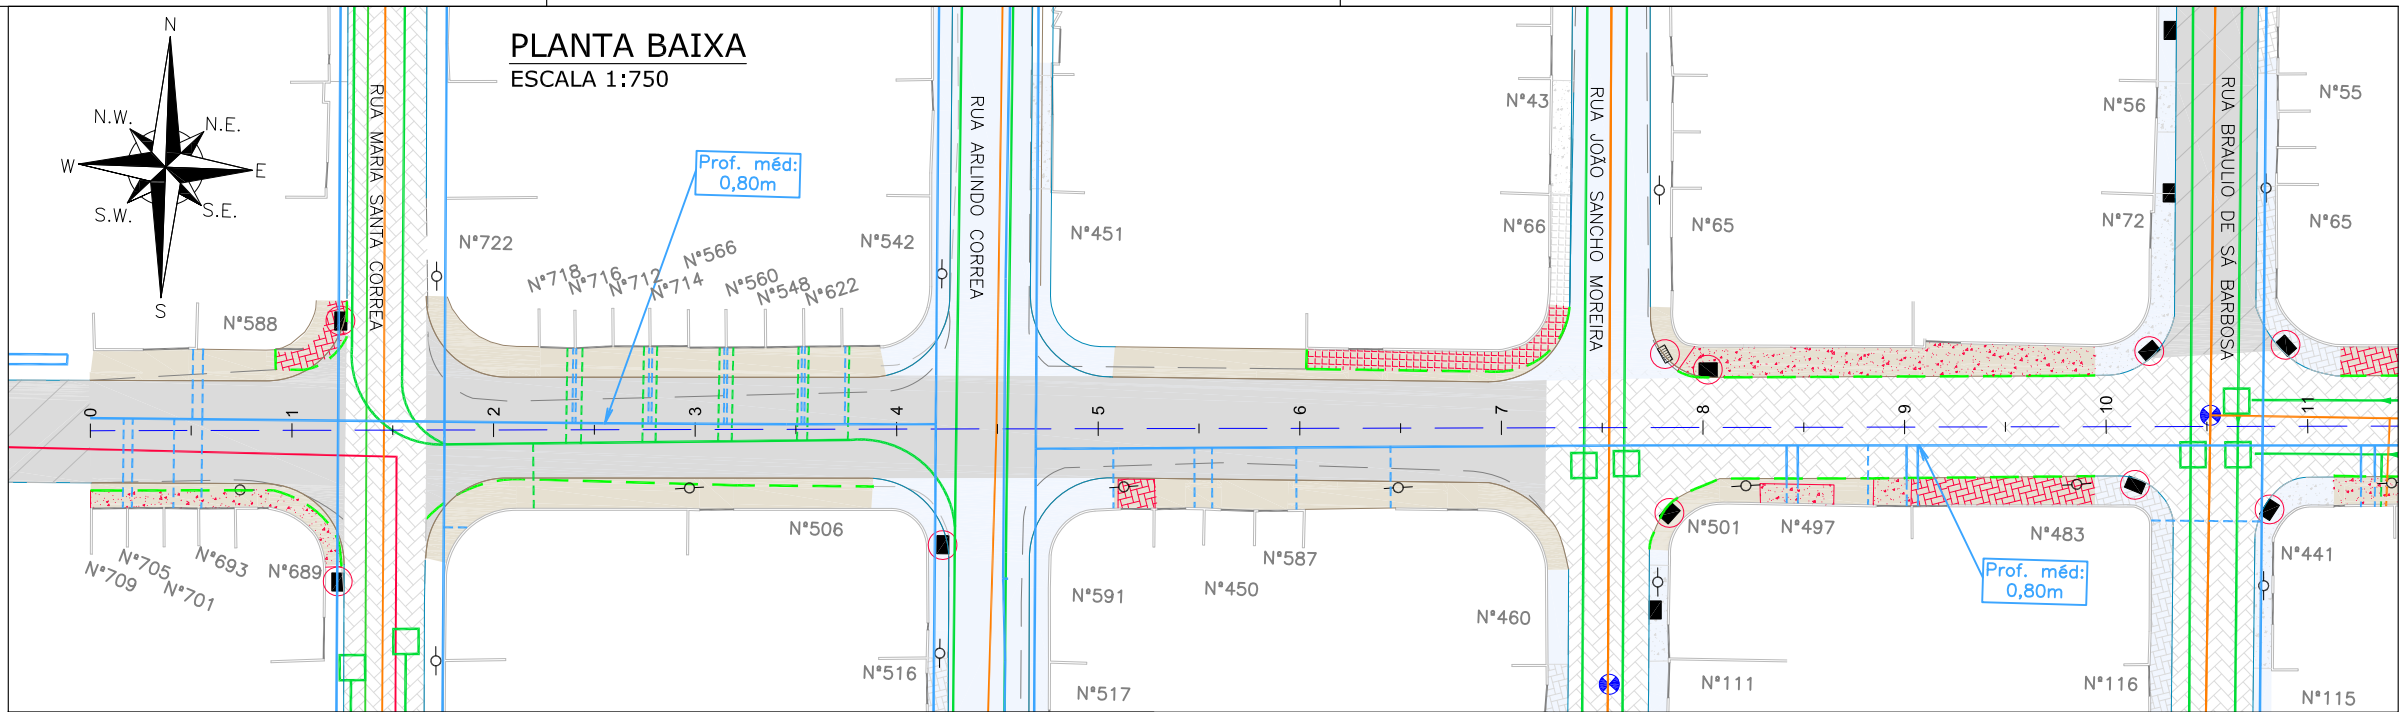 PLANTA BAIXA
ESCALA 1:750
N
N.W.
N.E.
W
E
S.W.
S.E.
S
RUA MARIA SANTA CORREA
RUA ARLINDO CORREA
RUA JOÃO SANCHO MOREIRA
RUA BRAULIO DE SÁ BARBOSA
Prof. méd:
0,80m
N°43
N°56
N°55
N°722
N°542
N°451
N°66
N°65
N°72
N°65
N°588
N°718
N°716
N°712
N°714
N°566
N°560
N°548
N°622
0
1
2
3
4
5
6
7
8
9
10
11
N°709
N°705
N°701
N°693
N°689
N°506
N°516
N°591
N°450
N°587
N°460
N°517
N°501
N°497
N°483
N°441
Prof. méd:
0,80m
N°111
N°116
N°115